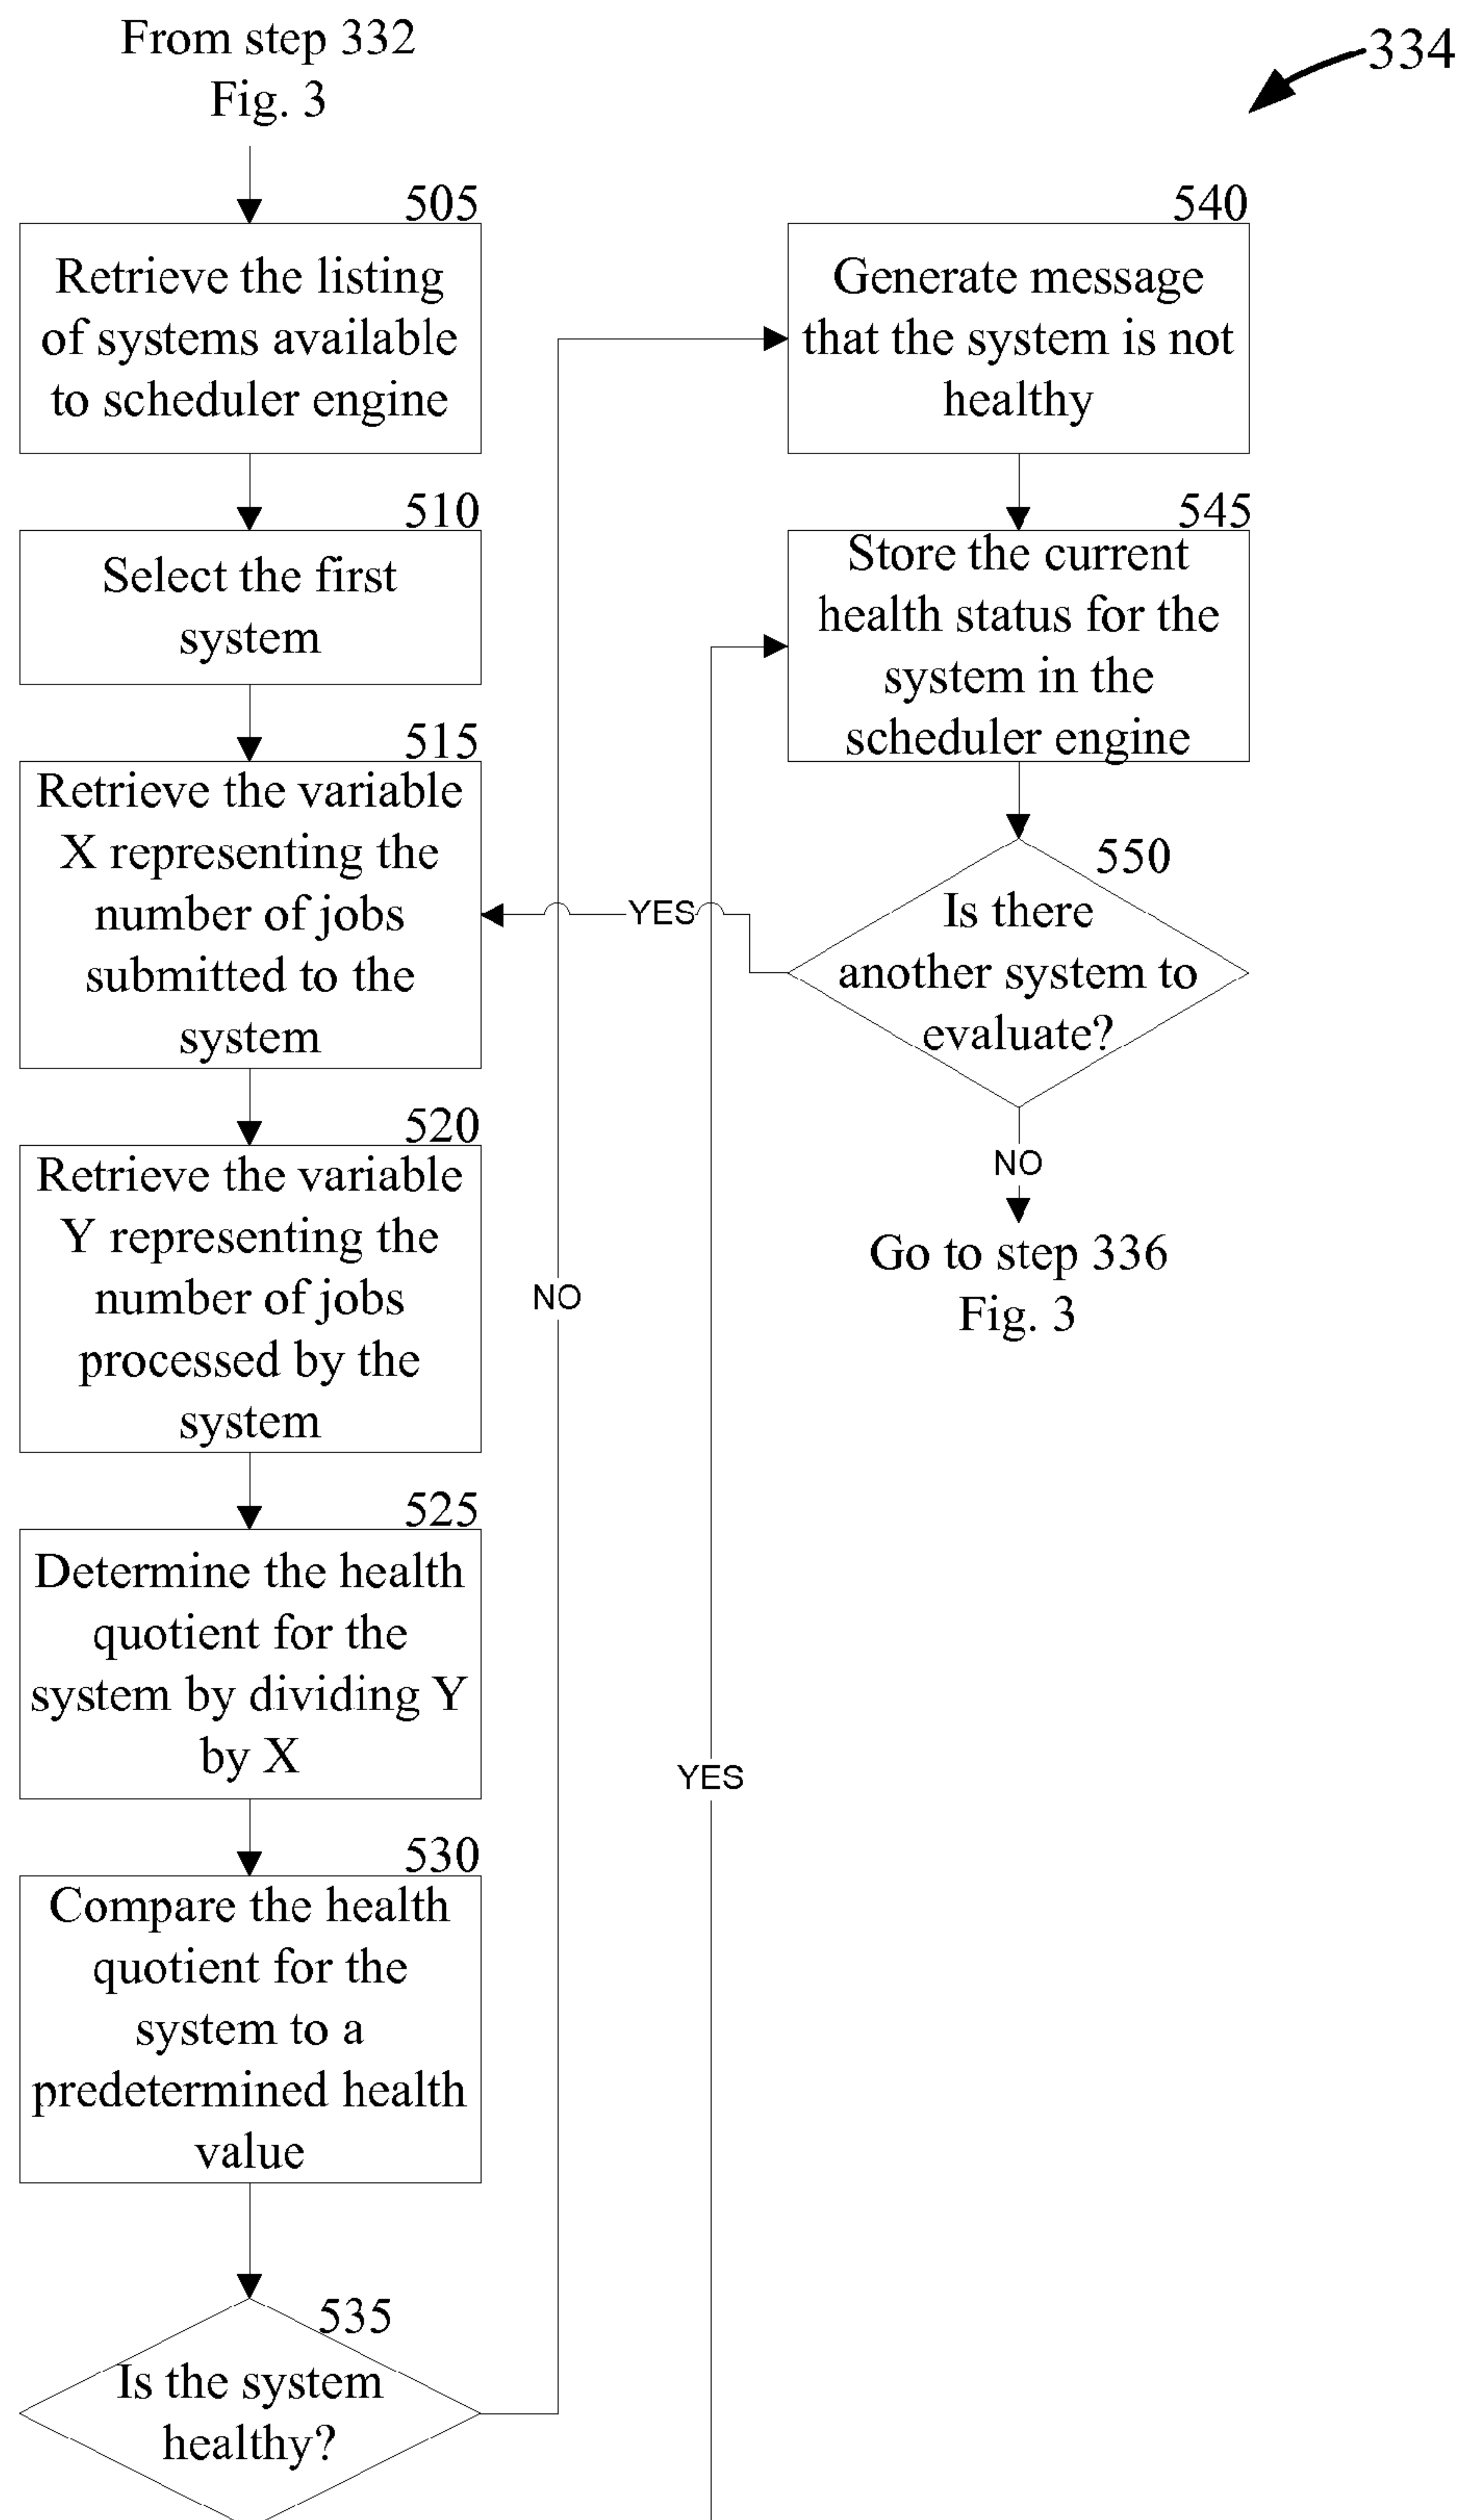 From step 332
Fig. 3
334
505
Retrieve the listing
of systems available
to scheduler engine
510
Select the first
system
515
Retrieve the variable
X representing the
number of jobs
submitted to the
system
520
Retrieve the variable
Y representing the
number of jobs
processed by the
system
525
Determine the health
quotient for the
system by dividing Y
by X
530
Compare the health
quotient for the
system to a
predetermined health
value
535
Is the system
healthy?
NO
YES
540
Generate message
that the system is not
healthy
545
Store the current
health status for the
system in the
scheduler engine
550
Is there
another system to
evaluate?
YES
NO
Go to step 336
Fig. 3